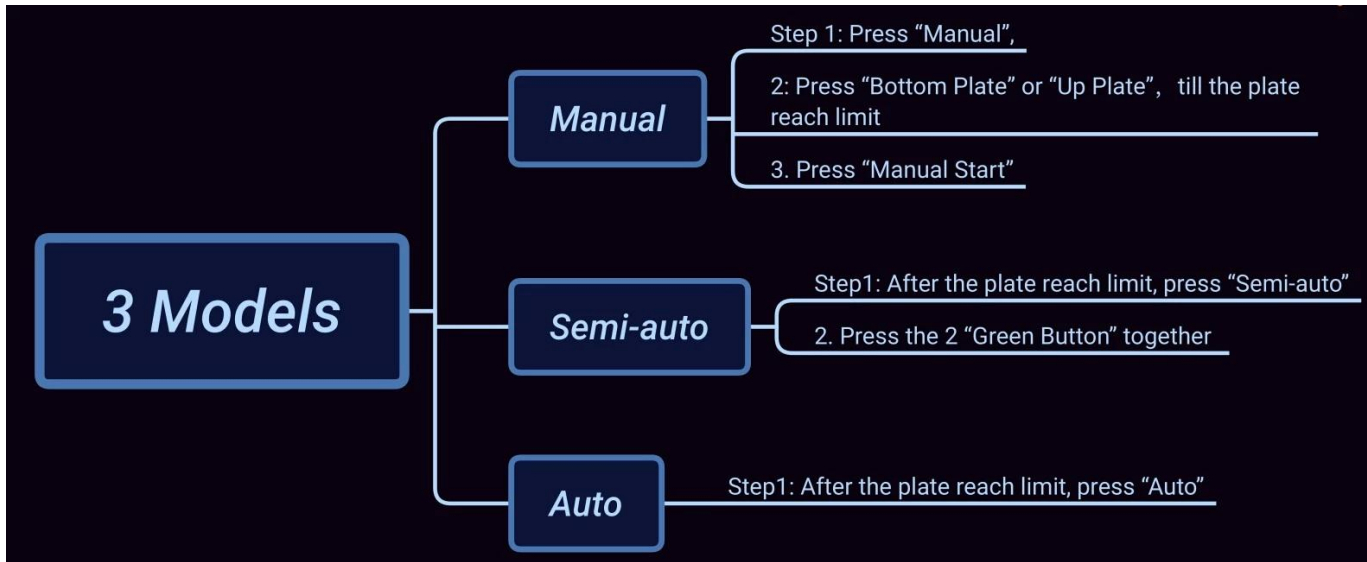 3 Models
Manual
Step 1: Press “Manual”,
2: Press “Bottom Plate” or “Up Plate”，till the plate
reach limit
3. Press “Manual Start”
Semi-auto
Step1: After the plate reach limit, press “Semi-auto”
2. Press the 2 “Green Button” together
Auto
Step1: After the plate reach limit, press “Auto”